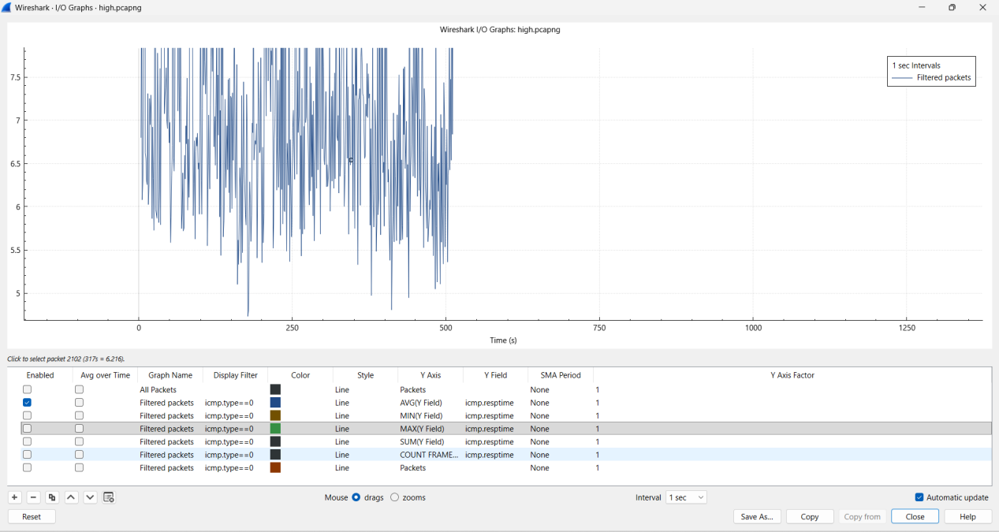 Wireshark · I/O Graphs · high.pcapng
Wireshark I/O Graphs: high.pcapng
1 sec Intervals
Filtered packets
7.5
7
6.5
6
5.5
5
0 250 500 750 1000 1250
Time (s)
Click to select packet 2102 (317s = 6.216).
Enabled Avg over Time Graph Name Display Filter Color Style Y Axis Y Field SMA Period Y Axis Factor
All Packets Line Packets None 1
Filtered packets icmp.type==0 Line AVG(Y Field) icmp.resptime None 1
Filtered packets icmp.type==0 Line MIN(Y Field) icmp.resptime None 1
Filtered packets icmp.type==0 Line MAX(Y Field) icmp.resptime None 1
Filtered packets icmp.type==0 Line SUM(Y Field) icmp.resptime None 1
Filtered packets icmp.type==0 Line COUNT FRAME... icmp.resptime None 1
Filtered packets icmp.type==0 Line Packets None 1
Mouse drags zooms Interval 1 sec Automatic update
Reset Save As... Copy Copy from Close Help